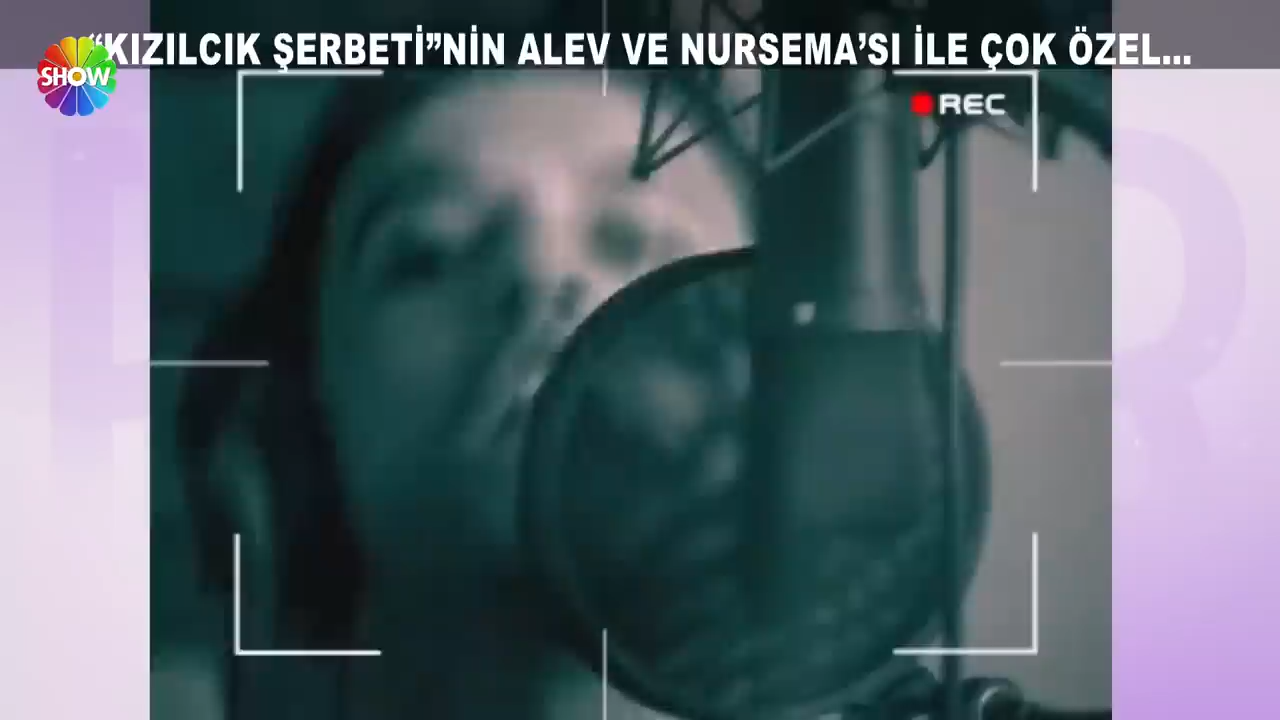 “KIZILCIK ŞERBETİ”NİN ALEV VE NURSEMA’SI İLE ÇOK ÖZEL...
SHOW
REC